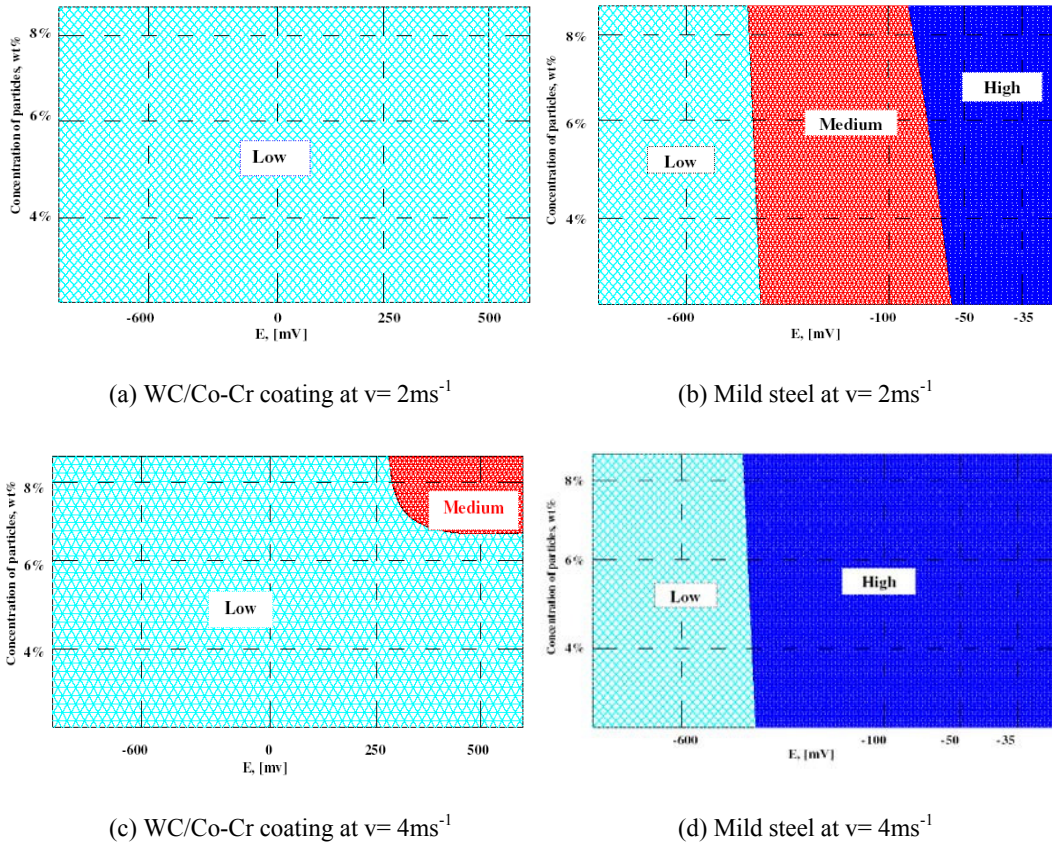 8%
6%
4%
Concentration of particles, wt%
Low
-600
0
250
500
E, [mV]
(a) WC/Co-Cr coating at v= 2ms⁻¹
8%
6%
4%
Concentration of particles, wt%
Low
Medium
High
-600
-100
-50
-35
E, [mV]
(b) Mild steel at v= 2ms⁻¹
8%
6%
4%
Concentration of particles, wt%
Low
Medium
-600
0
250
500
E, [mv]
(c) WC/Co-Cr coating at v= 4ms⁻¹
8%
6%
4%
Concentration of particles, wt%
Low
High
-600
-100
-50
-35
E, [mV]
(d) Mild steel at v= 4ms⁻¹